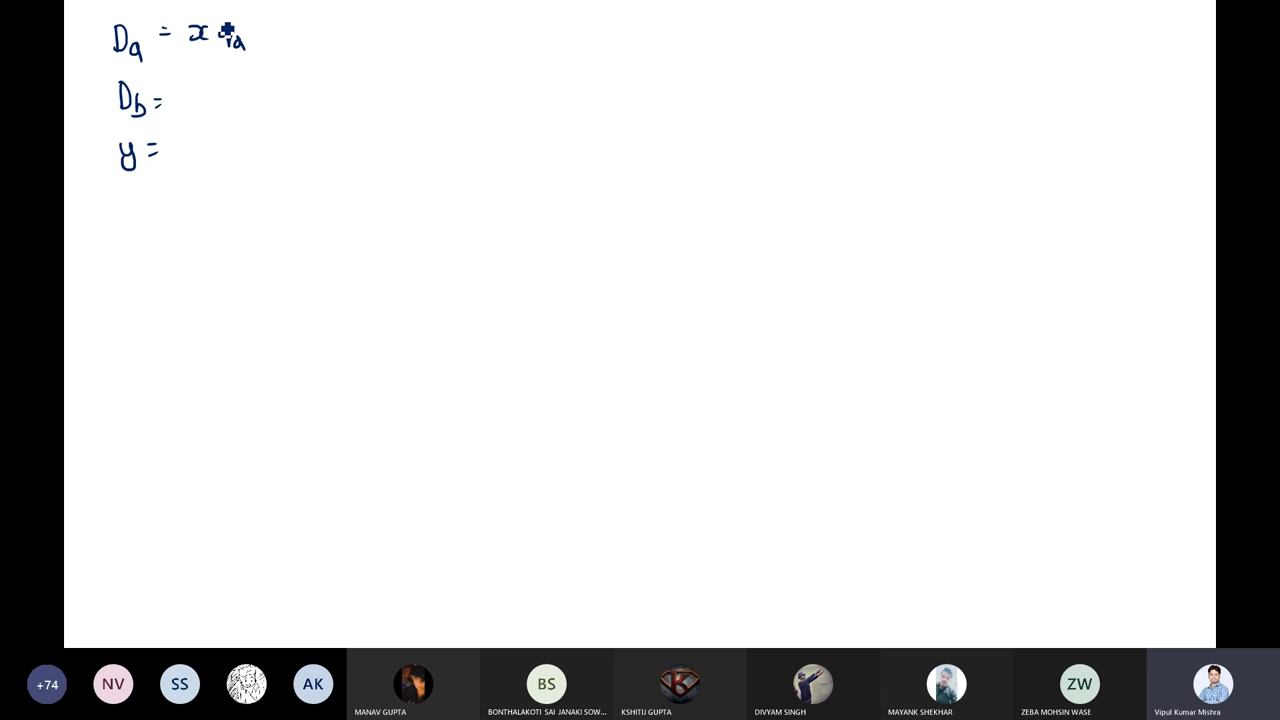 Da = x
Db =
y =
+74
NV
SS
AK
MANAV GUPTA
BS
BONTHALAKOTI SAI JANAKI SOW...
KSHITIJ GUPTA
DIVYAM SINGH
MAYANK SHEKHAR
ZW
ZEBA MOHSIN WASE
Vipul Kumar Mishra